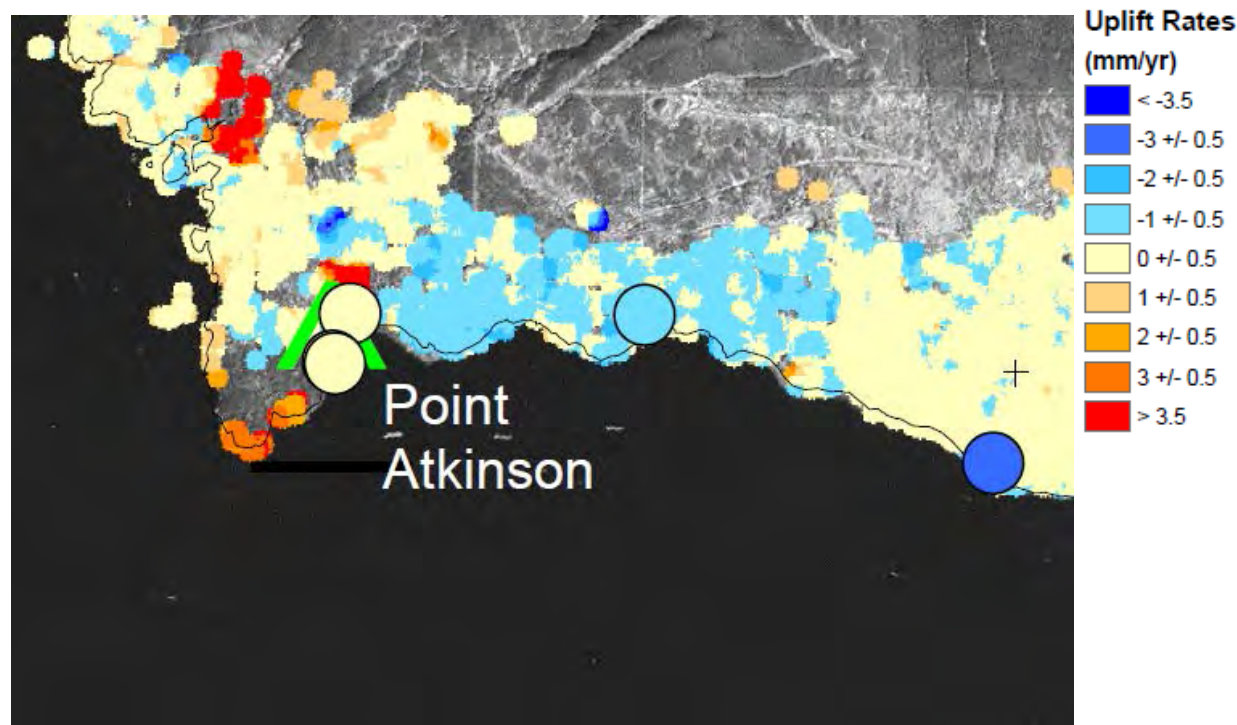 Uplift Rates
(mm/yr)
< -3.5
-3 +/- 0.5
-2 +/- 0.5
-1 +/- 0.5
0 +/- 0.5
1 +/- 0.5
2 +/- 0.5
3 +/- 0.5
> 3.5
Point
Atkinson